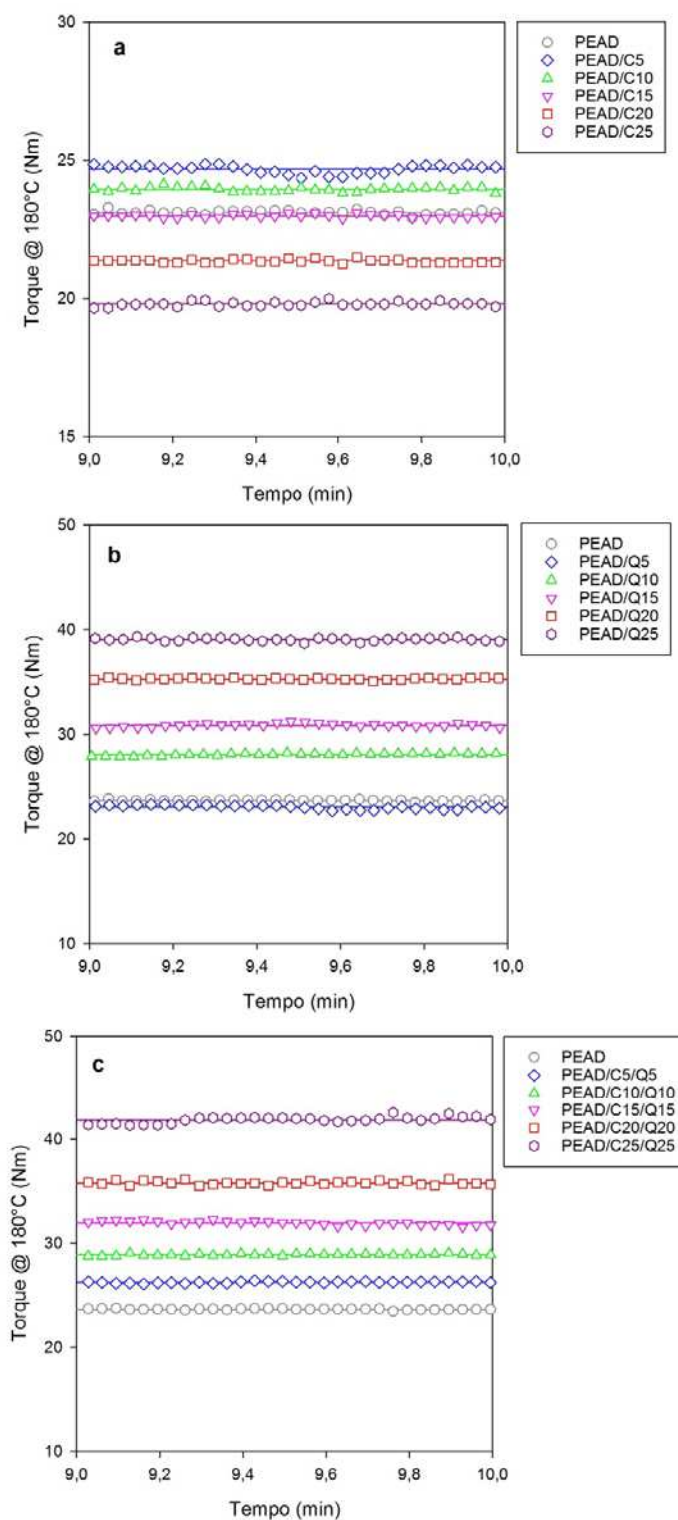 a
30
25
20
15
Torque @ 180°C (Nm)
9,0
9,2
9,4
9,6
9,8
10,0
Tempo (min)
PEAD
PEAD/C5
PEAD/C10
PEAD/C15
PEAD/C20
PEAD/C25
b
50
40
30
20
10
Torque @ 180°C (Nm)
9,0
9,2
9,4
9,6
9,8
10,0
Tempo (min)
PEAD
PEAD/Q5
PEAD/Q10
PEAD/Q15
PEAD/Q20
PEAD/Q25
c
50
40
30
20
10
Torque @ 180°C (Nm)
9,0
9,2
9,4
9,6
9,8
10,0
Tempo (min)
PEAD
PEAD/C5/Q5
PEAD/C10/Q10
PEAD/C15/Q15
PEAD/C20/Q20
PEAD/C25/Q25